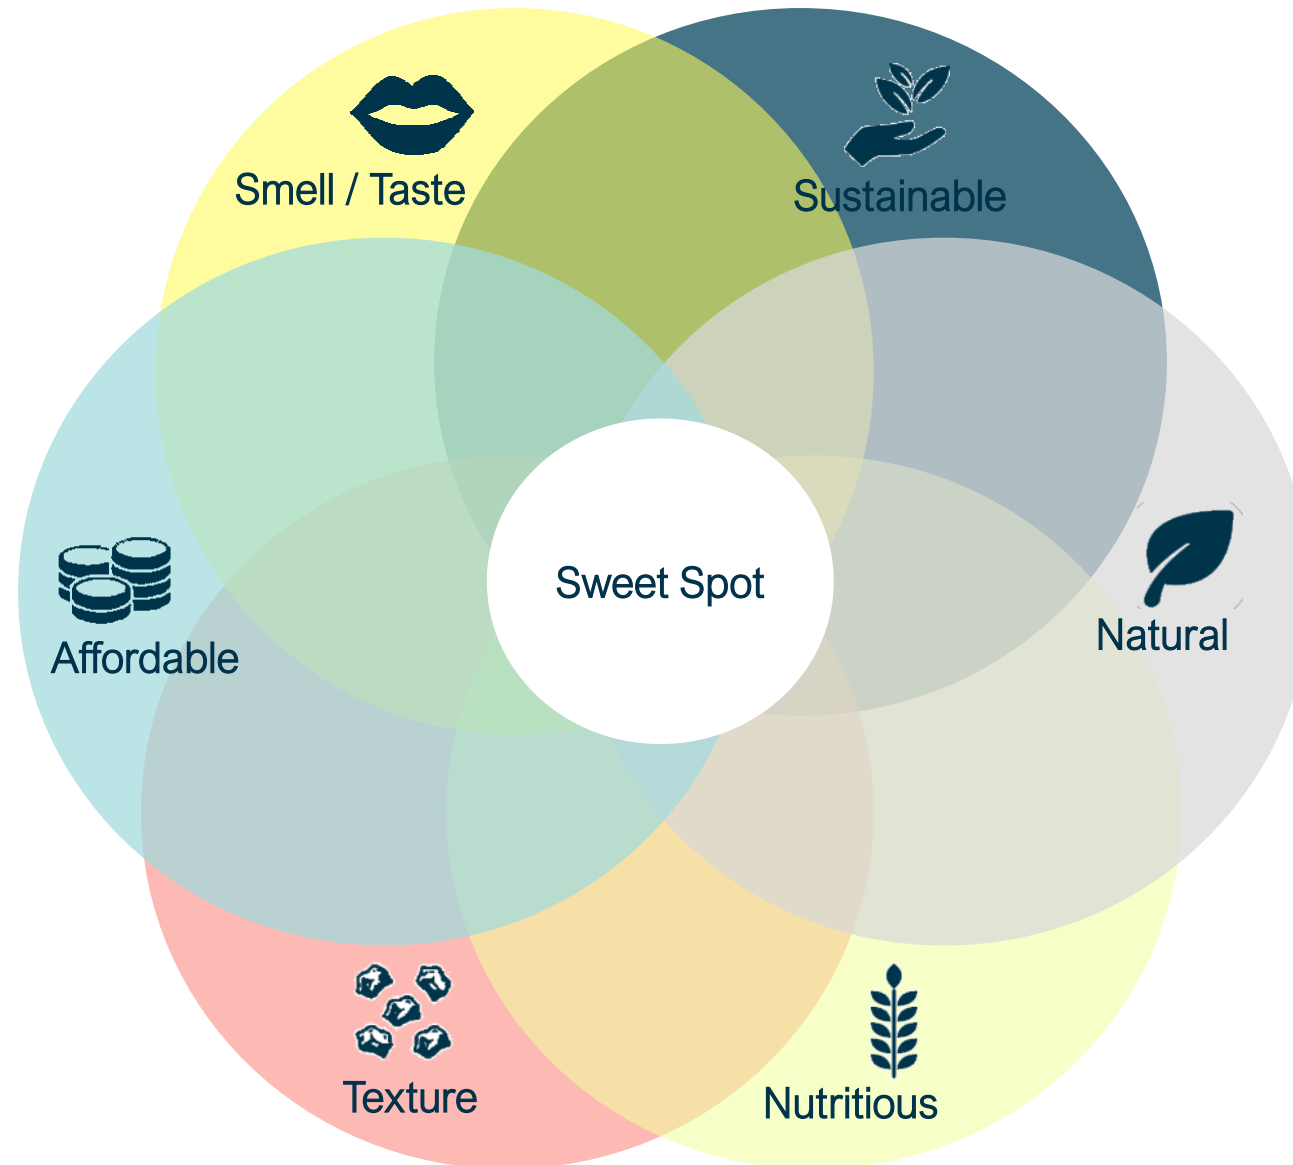 Smell / Taste
Sustainable
Sweet Spot
Natural
Affordable
Texture
Nutritious